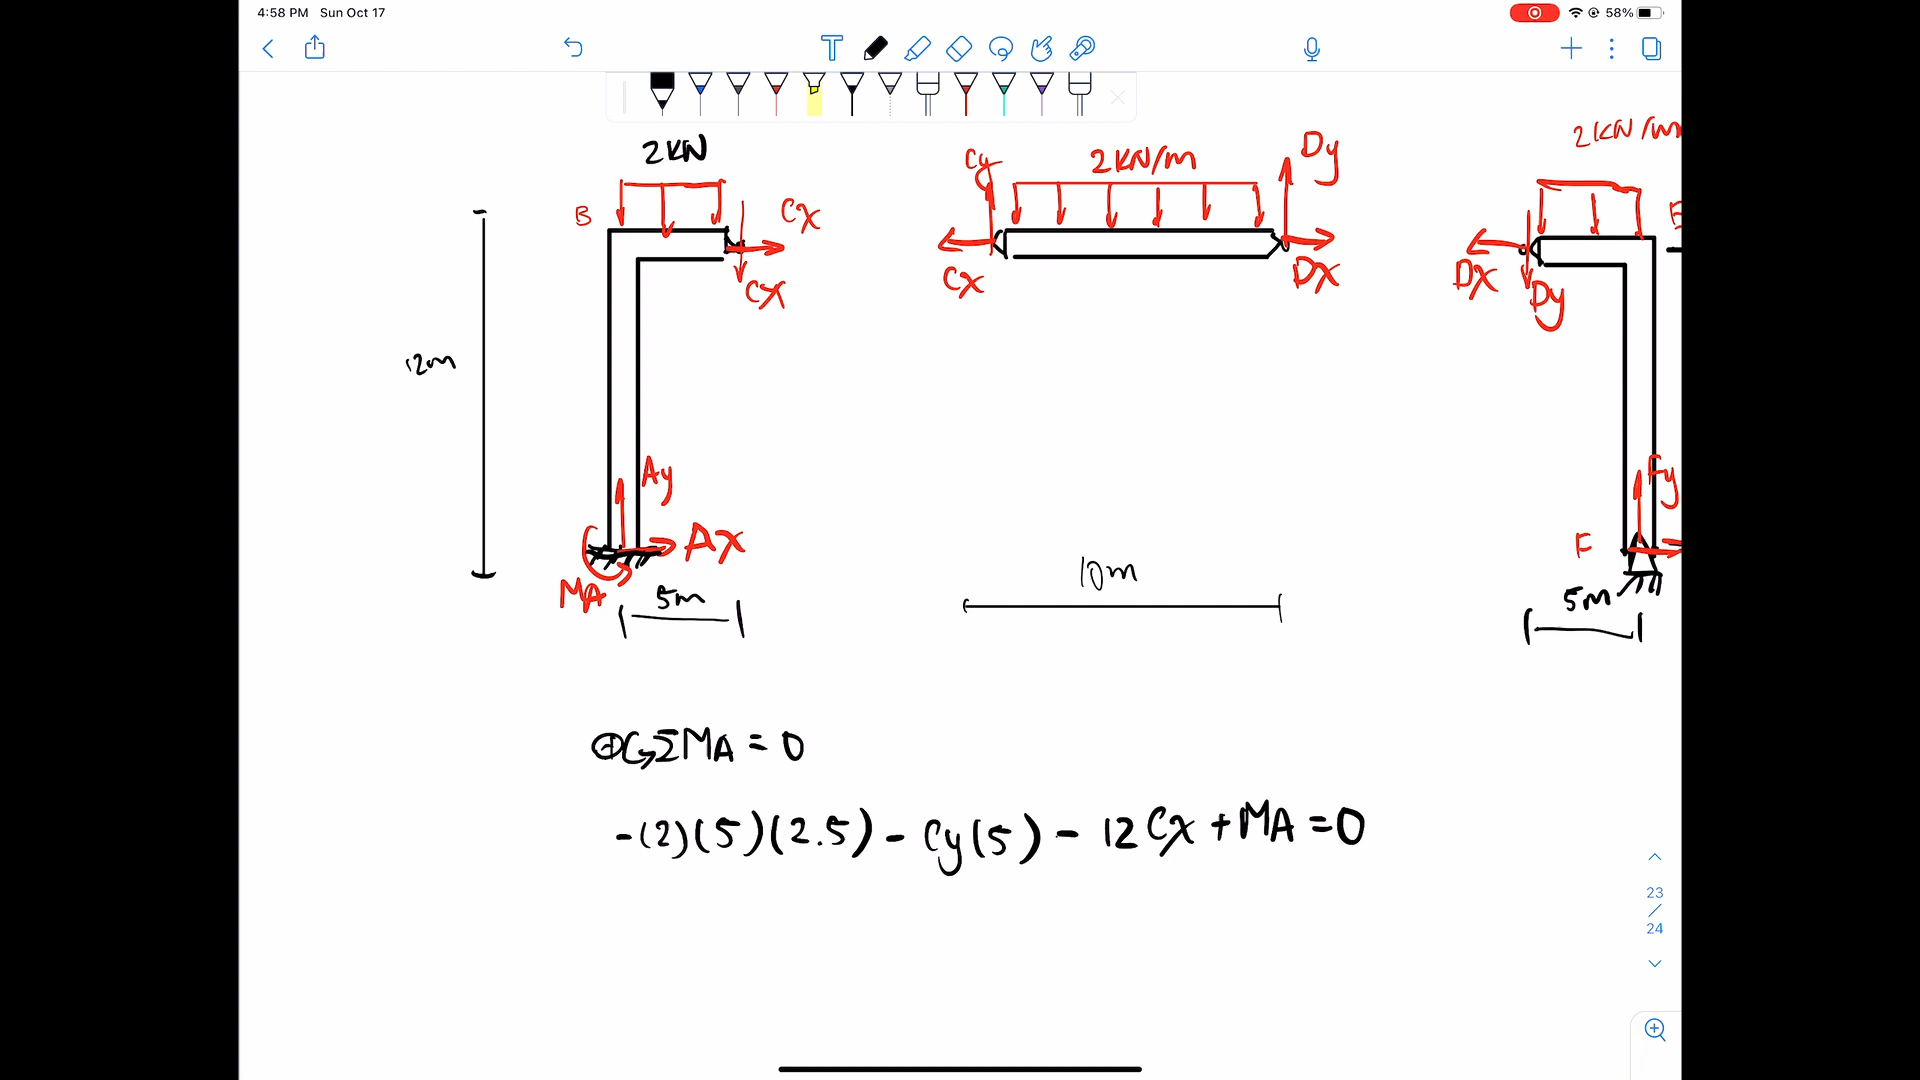 4:58 PM Sun Oct 17
58%
2KN
Cy
2KN/m
Dy
2KN/m
B
Cx
Cx
Cx
Dx
Dx
Dy
12m
Ay
Ax
MA
5m
10m
Fy
F
5m
⊕ΣMA = 0
-(2)(5)(2.5) - Cy(5) - 12Cx + MA = 0
23
/
24